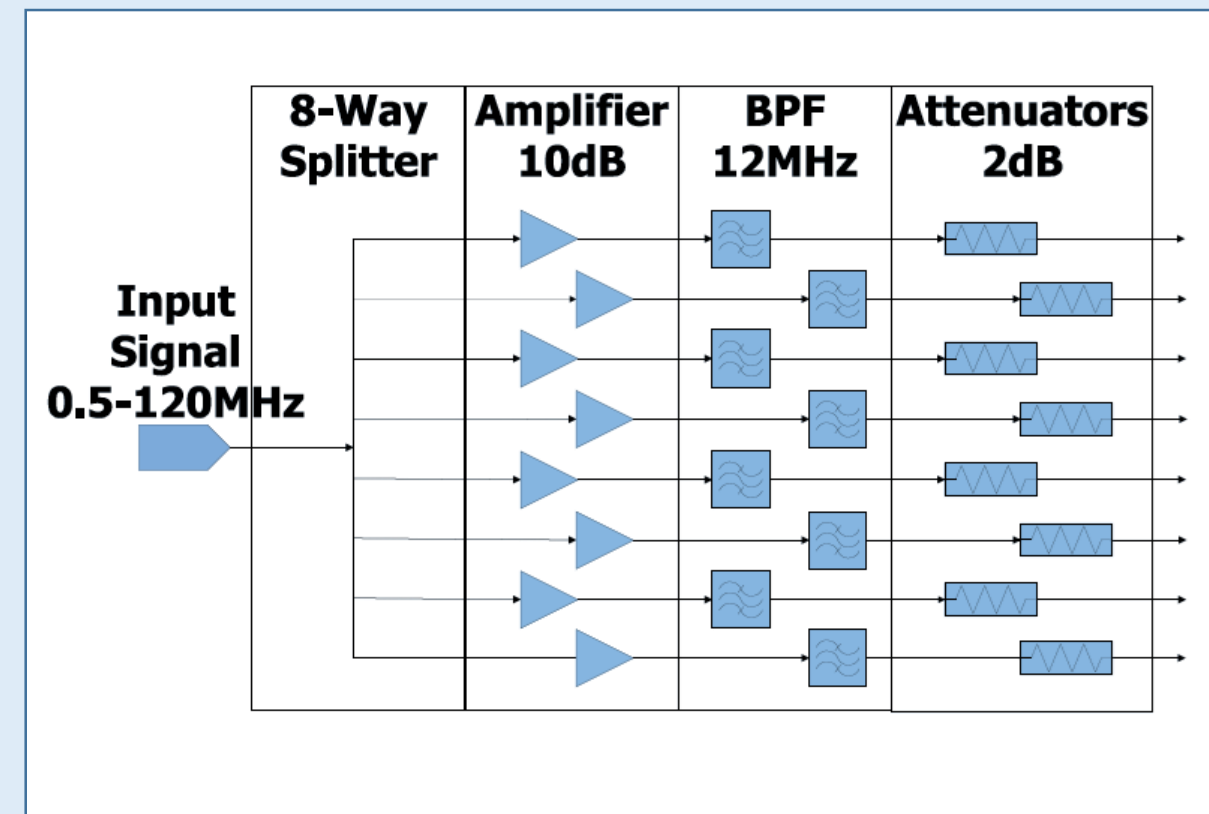 8-Way
Splitter
Amplifier
10dB
BPF
12MHz
Attenuators
2dB
Input
Signal
0.5-120MHz